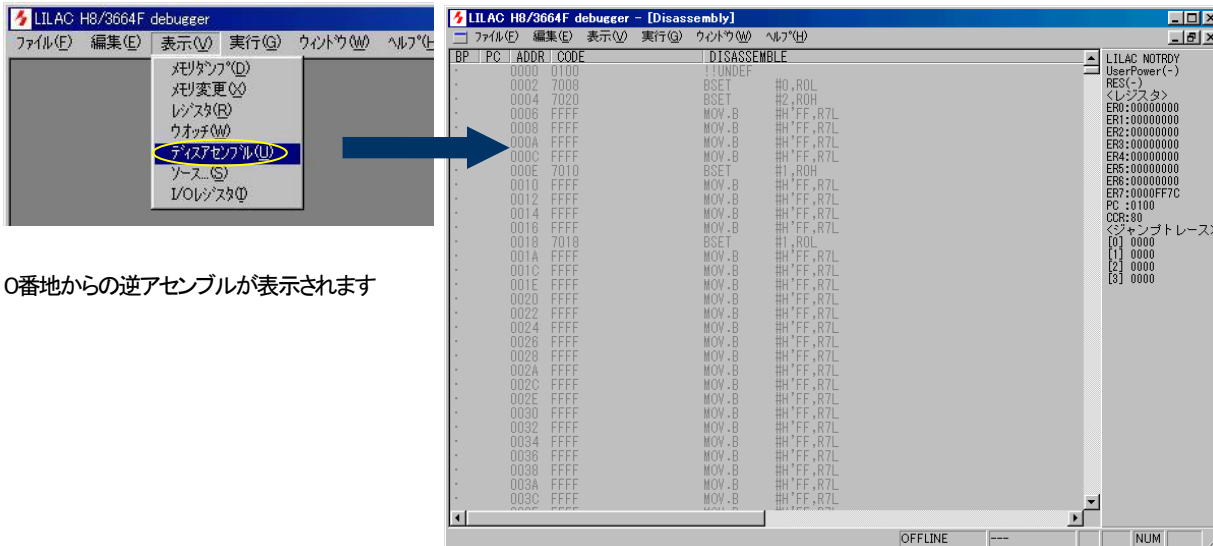 LILAC H8/3664F debugger
ファイル(F) 編集(E) 表示(V) 実行(G) ウィンドウ(W) ヘルプ(H
メモリダンプ(D)
メモリ変更(X)
レジスタ(R)
ウオッチ(W)
ディスアセンブル(U)
ソース...(S)
I/Oレジスタ(I)
0番地からの逆アセンブルが表示されます
LILAC H8/3664F debugger - [Disassembly]
ファイル(F) 編集(E) 表示(V) 実行(G) ウィンドウ(W) ヘルプ(H)
BP PC ADDR CODE DISASSEMBLE
0000 0100 !!UNDEF
0002 7008 BSET #0,R0L
0004 7020 BSET #2,R0H
0006 FFFF MOV.B #H'FF,R7L
0008 FFFF MOV.B #H'FF,R7L
000A FFFF MOV.B #H'FF,R7L
000C FFFF MOV.B #H'FF,R7L
000E 7010 BSET #1,R0H
0010 FFFF MOV.B #H'FF,R7L
0012 FFFF MOV.B #H'FF,R7L
0014 FFFF MOV.B #H'FF,R7L
0016 FFFF MOV.B #H'FF,R7L
0018 7018 BSET #1,R0L
001A FFFF MOV.B #H'FF,R7L
001C FFFF MOV.B #H'FF,R7L
001E FFFF MOV.B #H'FF,R7L
0020 FFFF MOV.B #H'FF,R7L
0022 FFFF MOV.B #H'FF,R7L
0024 FFFF MOV.B #H'FF,R7L
0026 FFFF MOV.B #H'FF,R7L
0028 FFFF MOV.B #H'FF,R7L
002A FFFF MOV.B #H'FF,R7L
002C FFFF MOV.B #H'FF,R7L
002E FFFF MOV.B #H'FF,R7L
0030 FFFF MOV.B #H'FF,R7L
0032 FFFF MOV.B #H'FF,R7L
0034 FFFF MOV.B #H'FF,R7L
0036 FFFF MOV.B #H'FF,R7L
0038 FFFF MOV.B #H'FF,R7L
003A FFFF MOV.B #H'FF,R7L
003C FFFF MOV.B #H'FF,R7L
LILAC NOTRDY
UserPower(-)
RES(-)
<レジスタ>
ER0:00000000
ER1:00000000
ER2:00000000
ER3:00000000
ER4:00000000
ER5:00000000
ER6:00000000
ER7:0000FF7C
PC :0100
CCR:80
<ジャンプトレース>
[0] 0000
[1] 0000
[2] 0000
[3] 0000
OFFLINE --- NUM